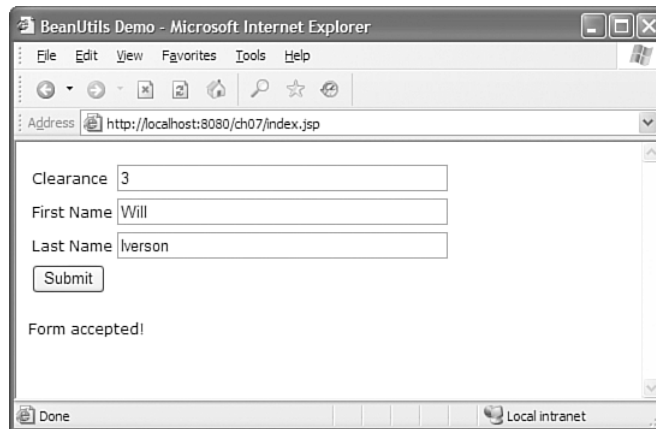 BeanUtils Demo - Microsoft Internet Explorer
File Edit View Favorites Tools Help
Address http://localhost:8080/ch07/index.jsp
Clearance 3
First Name Will
Last Name Iverson
Submit
Form accepted!
Done Local intranet